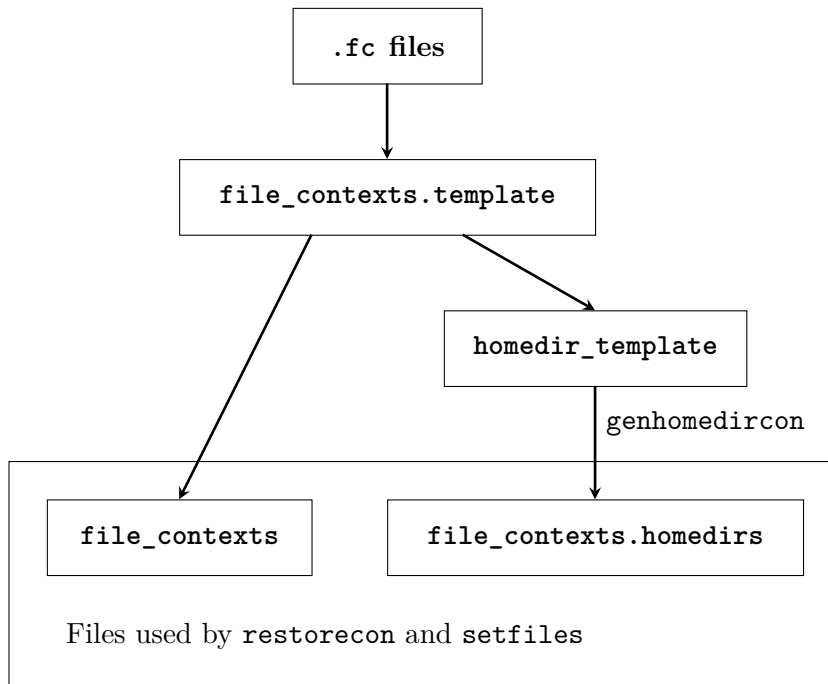 .fc files
file_contexts.template
homedir_template
genhomedircon
file_contexts
file_contexts.homedirs
Files used by restorecon and setfiles